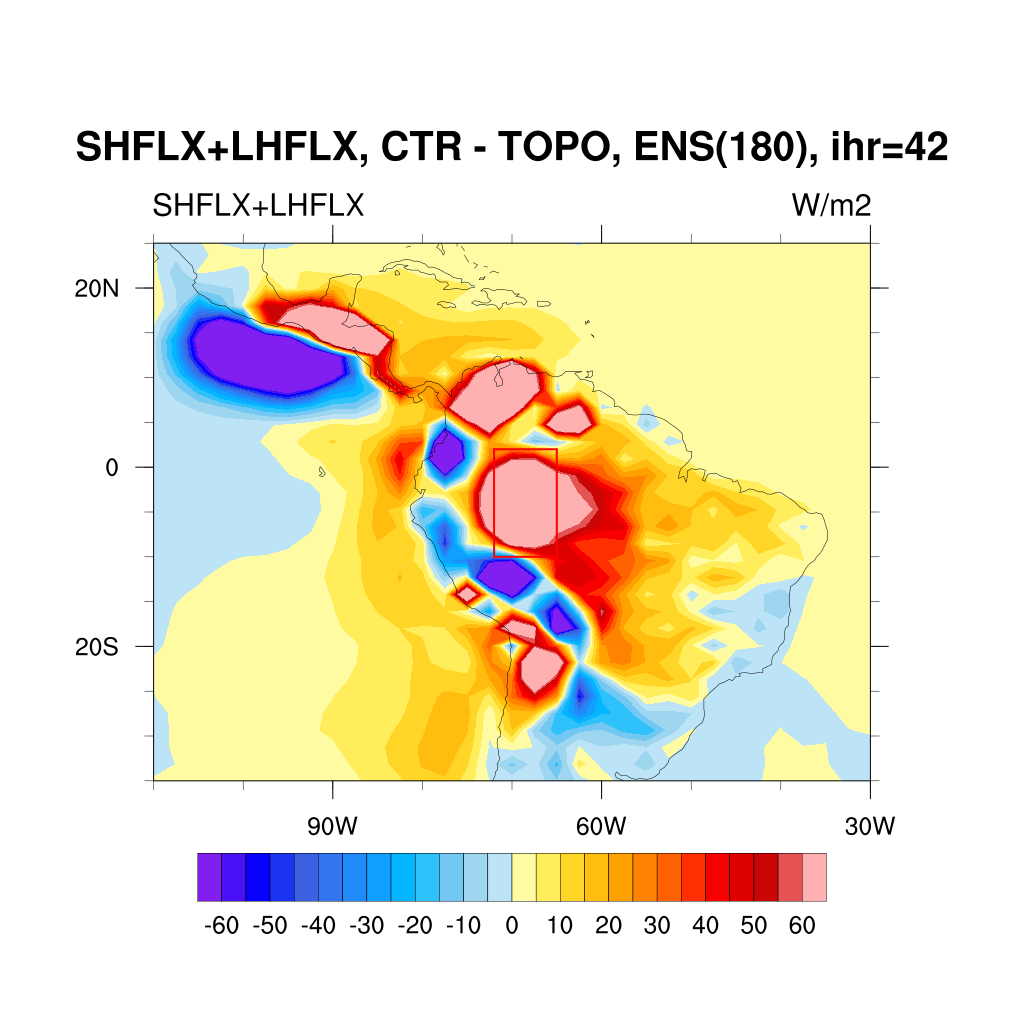 SHFLX+LHFLX, CTR - TOPO, ENS(180), ihr=42
SHFLX+LHFLX W/m2
20N
0
20S
90W 60W 30W
-60 -50 -40 -30 -20 -10 0 10 20 30 40 50 60